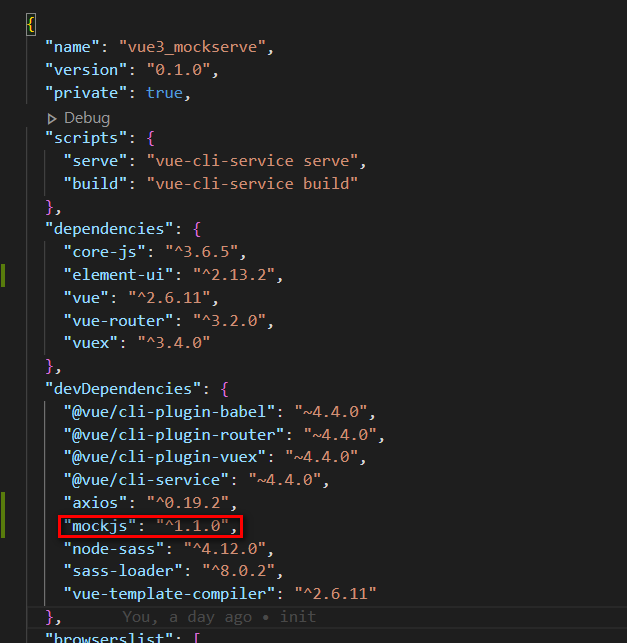 {
"name": "vue3_mockserve",
"version": "0.1.0",
"private": true,
Debug
"scripts": {
"serve": "vue-cli-service serve",
"build": "vue-cli-service build"
},
"dependencies": {
"core-js": "^3.6.5",
"element-ui": "^2.13.2",
"vue": "^2.6.11",
"vue-router": "^3.2.0",
"vuex": "^3.4.0"
},
"devDependencies": {
"@vue/cli-plugin-babel": "~4.4.0",
"@vue/cli-plugin-router": "~4.4.0",
"@vue/cli-plugin-vuex": "~4.4.0",
"@vue/cli-service": "~4.4.0",
"axios": "^0.19.2",
"mockjs": "^1.1.0",
"node-sass": "^4.12.0",
"sass-loader": "^8.0.2",
"vue-template-compiler": "^2.6.11"
}, You, a day ago • init
"browserslist": [